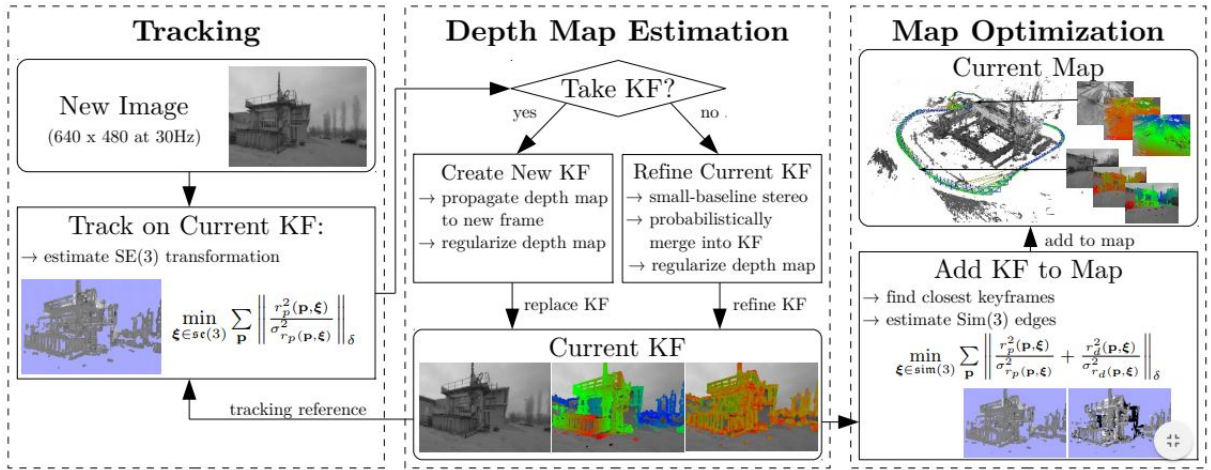 Tracking
New Image
(640 x 480 at 30Hz)
Track on Current KF:
→ estimate SE(3) transformation
min ξ∈𝔰𝔢(3) ∑ p ‖ r²p(p,ξ) / σ²rp(p,ξ) ‖δ
tracking reference
Depth Map Estimation
Take KF?
yes
no
Create New KF
→ propagate depth map
to new frame
→ regularize depth map
Refine Current KF
→ small-baseline stereo
→ probabilistically
merge into KF
→ regularize depth map
replace KF
refine KF
Current KF
Map Optimization
Current Map
add to map
Add KF to Map
→ find closest keyframes
→ estimate Sim(3) edges
min ξ∈𝔰𝔦𝔪(3) ∑ p ‖ r²p(p,ξ) / σ²rp(p,ξ) + r²d(p,ξ) / σ²rd(p,ξ) ‖δ